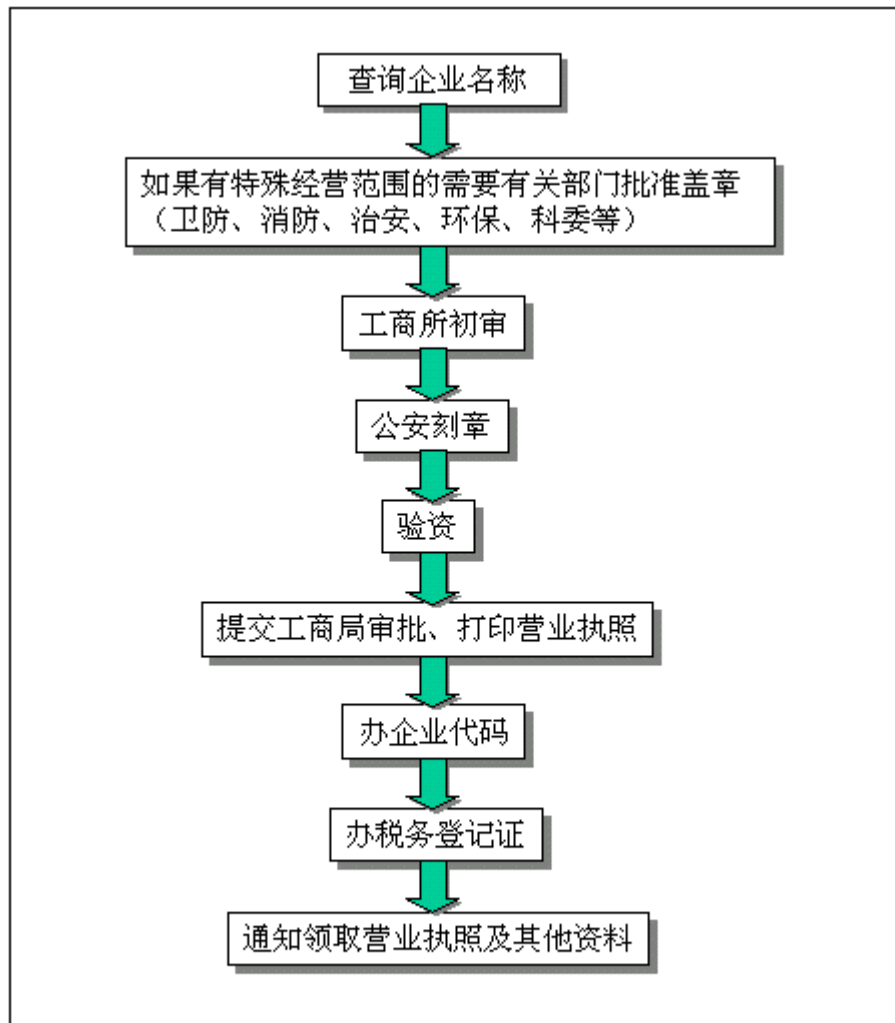 查询企业名称
如果有特殊经营范围的需要有关部门批准盖章
（卫防、消防、治安、环保、科委等）
工商所初审
公安刻章
验资
提交工商局审批、打印营业执照
办企业代码
办税务登记证
通知领取营业执照及其他资料